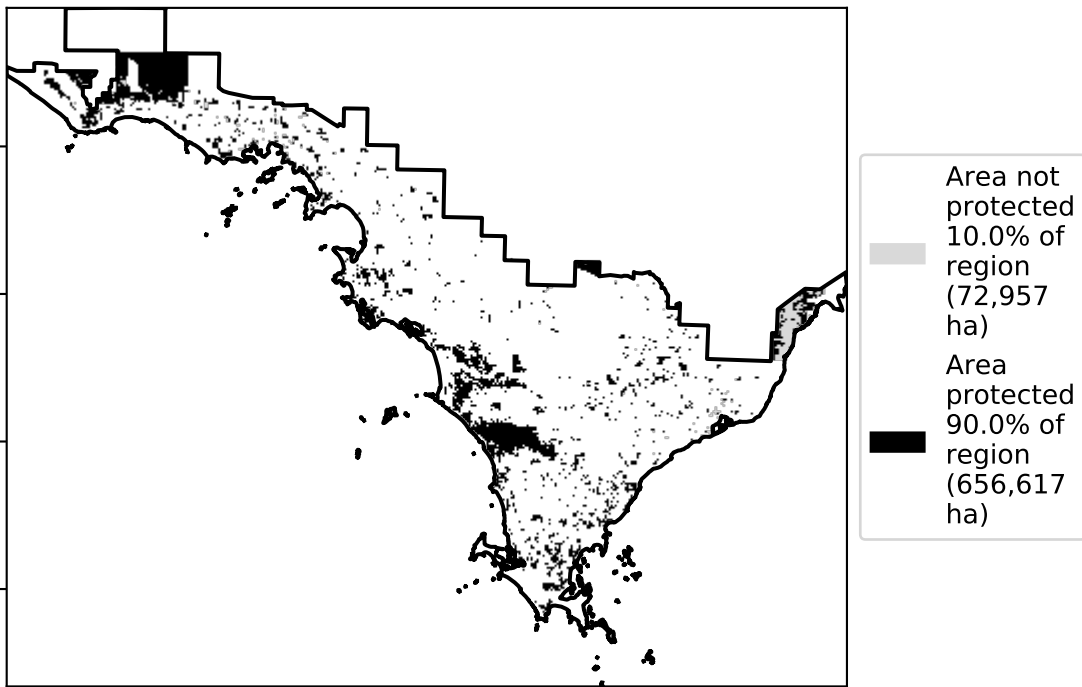 Area not
protected
10.0% of
region
(72,957
ha)
Area
protected
90.0% of
region
(656,617
ha)